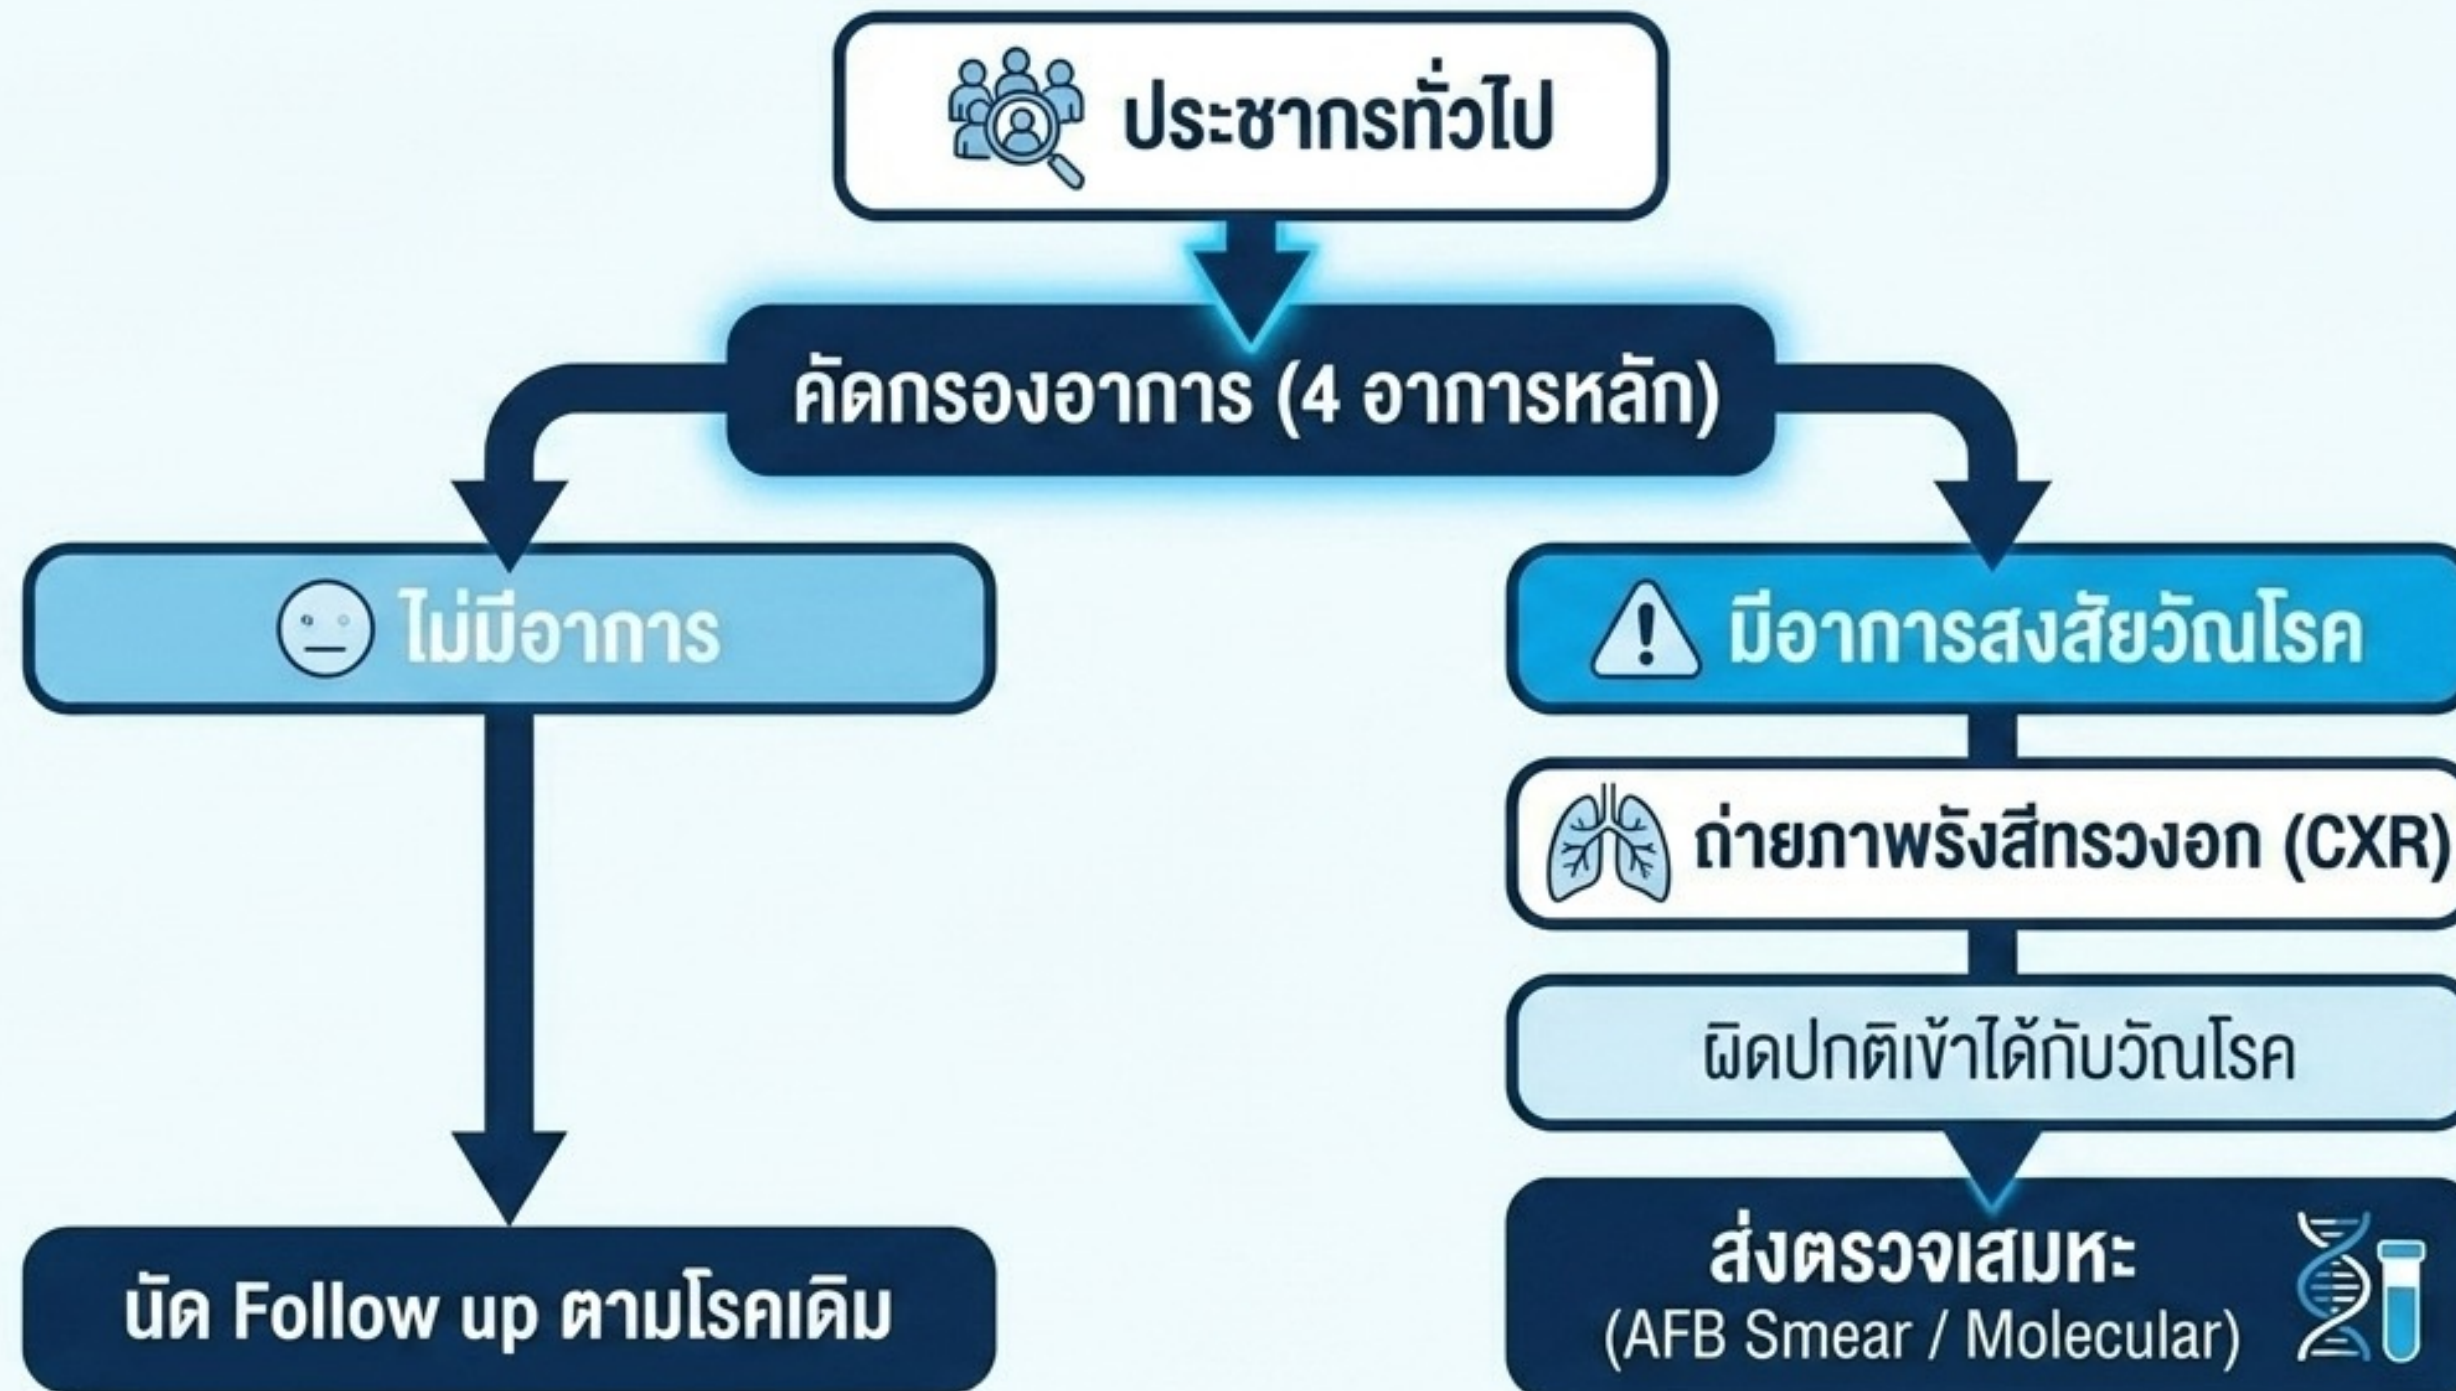 ประชากรทั่วไป
คัดกรองอาการ (4 อาการหลัก)
ไม่มีอาการ
มีอาการสงสัยวัณโรค
ถ่ายภาพรังสีทรวงอก (CXR)
ผิดปกติเข้าได้กับวัณโรค
นัด Follow up ตามโรคเดิม
ส่งตรวจเสมหะ
(AFB Smear / Molecular)